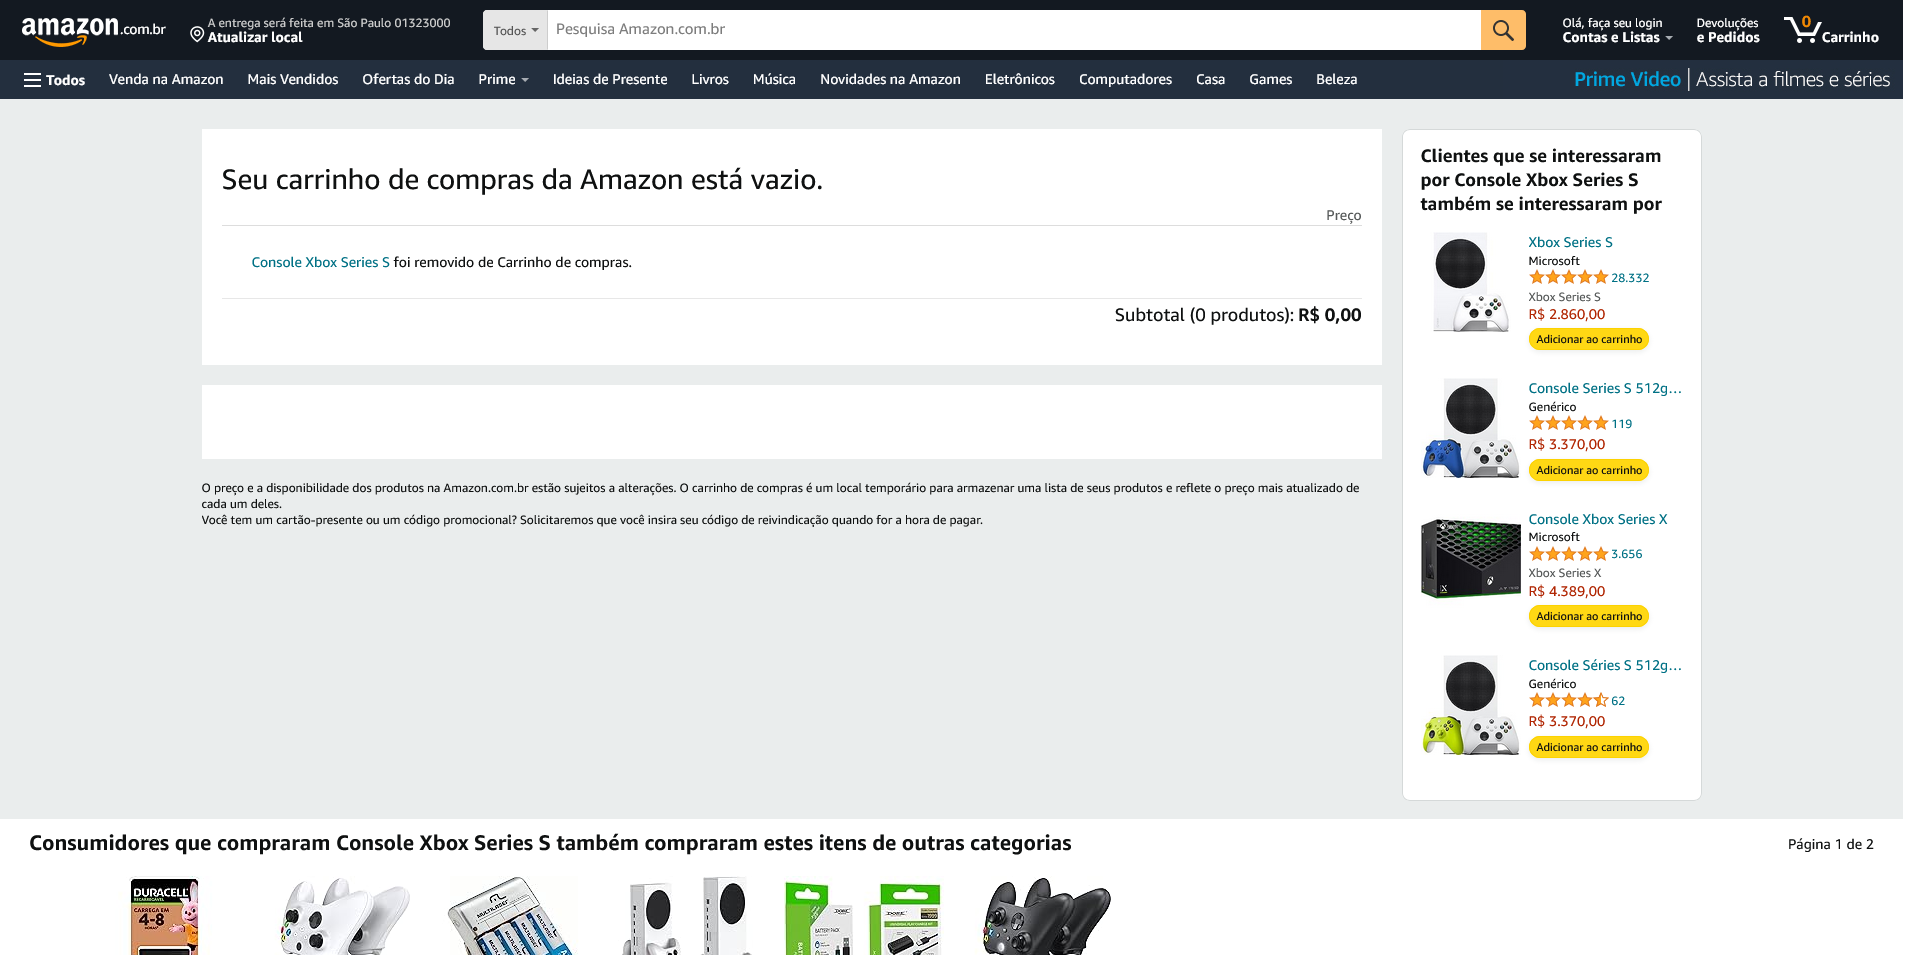 amazon.com.br
A entrega será feita em São Paulo 01323000
Atualizar local
Todos
Pesquisa Amazon.com.br
Olá, faça seu login
Contas e Listas
Devoluções
e Pedidos
0
Carrinho
Todos
Venda na Amazon
Mais Vendidos
Ofertas do Dia
Prime
Ideias de Presente
Livros
Música
Novidades na Amazon
Eletrônicos
Computadores
Casa
Games
Beleza
Prime Video | Assista a filmes e séries
Seu carrinho de compras da Amazon está vazio.
Preço
Console Xbox Series S foi removido de Carrinho de compras.
Subtotal (0 produtos): R$ 0,00
O preço e a disponibilidade dos produtos na Amazon.com.br estão sujeitos a alterações. O carrinho de compras é um local temporário para armazenar uma lista de seus produtos e reflete o preço mais atualizado de
cada um deles.
Você tem um cartão-presente ou um código promocional? Solicitaremos que você insira seu código de reivindicação quando for a hora de pagar.
Clientes que se interessaram
por Console Xbox Series S
também se interessaram por
Xbox Series S
Microsoft
28.332
Xbox Series S
R$ 2.860,00
Adicionar ao carrinho
Console Series S 512g...
Genérico
119
R$ 3.370,00
Adicionar ao carrinho
Console Xbox Series X
Microsoft
3.656
Xbox Series X
R$ 4.389,00
Adicionar ao carrinho
Console Séries S 512g...
Genérico
62
R$ 3.370,00
Adicionar ao carrinho
Consumidores que compraram Console Xbox Series S também compraram estes itens de outras categorias
Página 1 de 2
DURACELL
RECARREGÁVEL
CARREGA EM
4-8
HORAS
MULTILASER
DOBE
BATTERY PACK
DOBE